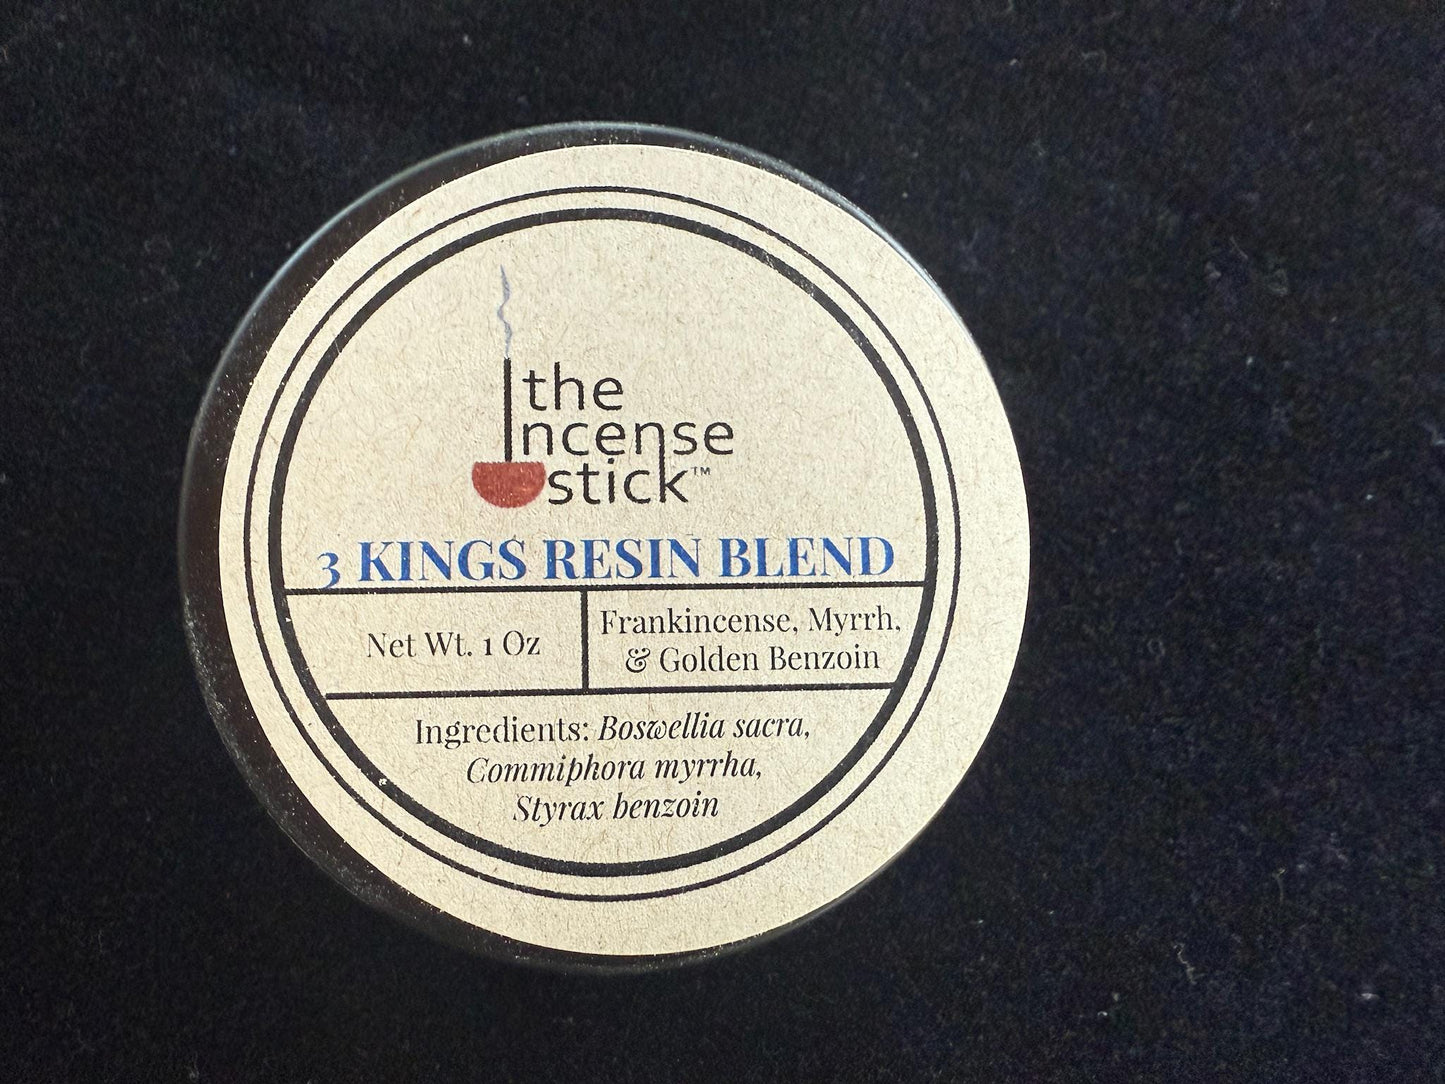 the
Incense
stick™
3 KINGS RESIN BLEND
Net Wt. 1 Oz
Frankincense, Myrrh,
& Golden Benzoin
Ingredients: Boswellia sacra,
Commiphora myrrha,
Styrax benzoin